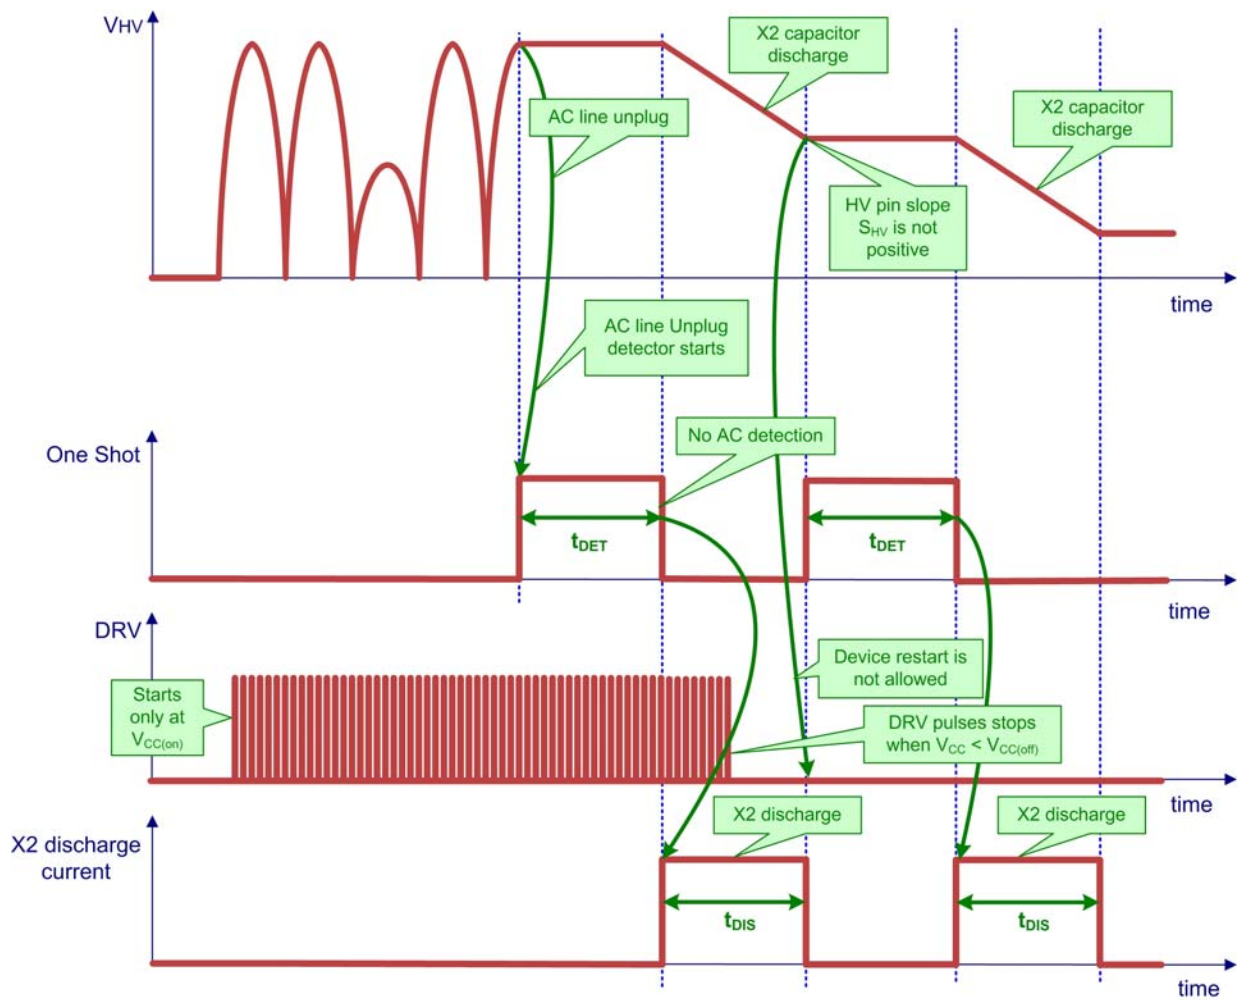 VHV
X2 capacitor
discharge
X2 capacitor
discharge
AC line unplug
HV pin slope
SHV is not
positive
time
AC line Unplug
detector starts
No AC detection
One Shot
tDET
tDET
time
DRV
Starts
only at
VCC(on)
Device restart is
not allowed
DRV pulses stops
when VCC < VCC(off)
time
X2 discharge
current
X2 discharge
X2 discharge
tDIS
tDIS
time